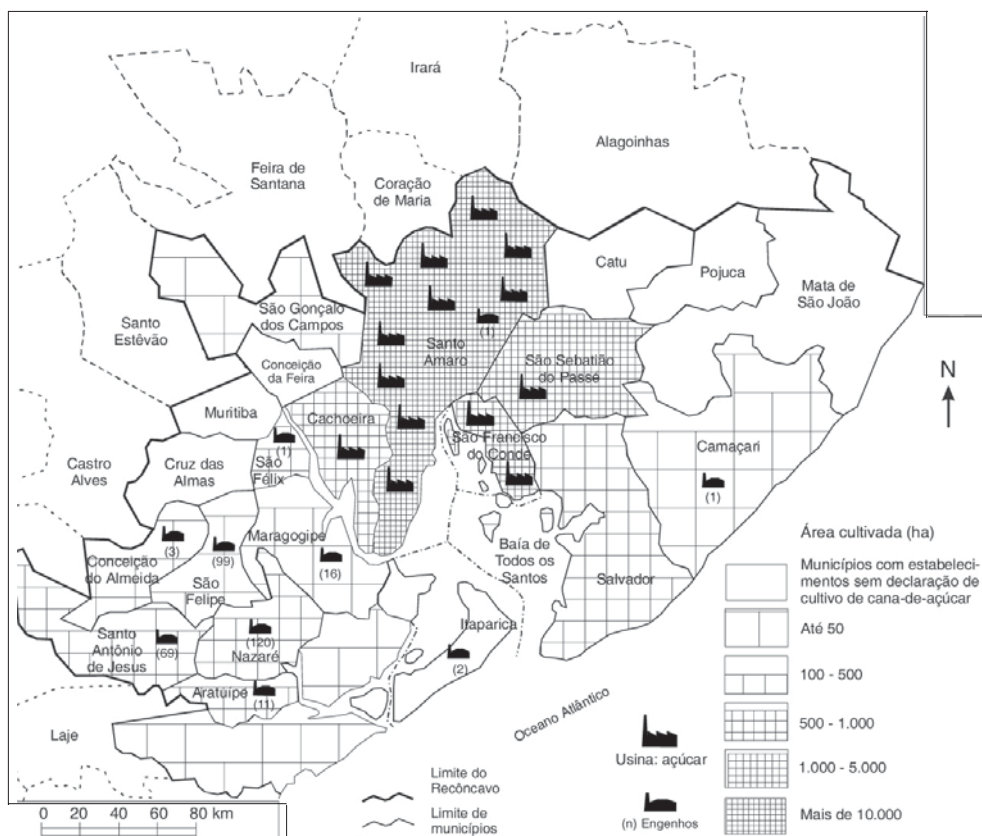 Irará
Alagoinhas
Feira de
Santana
Coração
de Maria
Catu
Pojuca
Mata de
São João
São Gonçalo
dos Campos
Santo
Estêvão
(1)
Santo
Amaro
São Sebatião
do Passé
N
Conceição
da Feira
Muritiba
Cachoeira
São Francisco
do Conde
Camaçari
(1)
Castro
Alves
Cruz das
Almas
(1)
São
Félix
Maragogipe
(16)
(3)
Conceição
do Almeida
(99)
São
Felipe
Baía de
Todos os
Santos
Salvador
Santo
Antônio
de Jesus
(69)
(120)
Nazaré
Itaparica
(2)
Aratuípe
(11)
Laje
Oceano Atlântico
Área cultivada (ha)
Municípios com estabeleci-
mentos sem declaração de
cultivo de cana-de-açúcar
Até 50
100 - 500
500 - 1.000
1.000 - 5.000
Mais de 10.000
Usina: açúcar
(n) Engenhos
Limite do
Recôncavo
Limite de
municípios
0 20 40 60 80 km